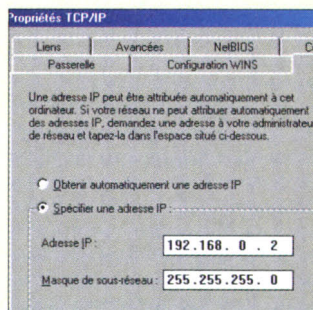 Propriétés TCP/IP
Liens Avancées NetBIOS
Passerelle Configuration WINS
Une adresse IP peut être attribuée automatiquement à cet
ordinateur. Si votre réseau ne peut attribuer automatiquement
des adresses IP, demandez une adresse à votre administrateu
de réseau et tapez-la dans l'espace situé ci-dessous.
Obtenir automatiquement une adresse IP
Spécifier une adresse IP :
Adresse IP : 192.168. 0 . 2
Masque de sous-réseau : 255.255.255. 0